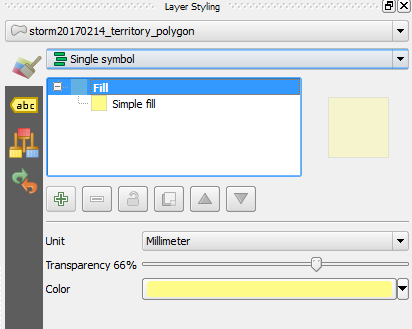 Layer Styling
storm20170214_territory_polygon
Single symbol
abc
Fill
Simple fill
Unit
Millimeter
Transparency 66%
Color